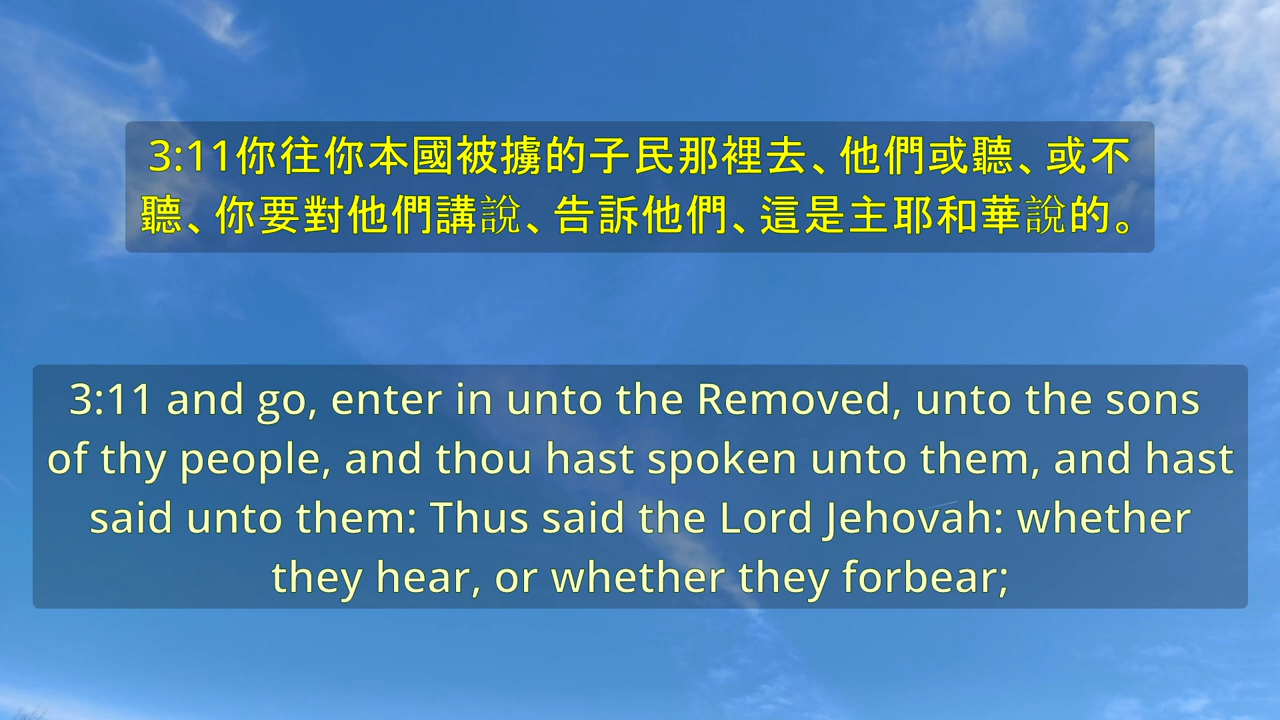 3:11你往你本國被擄的子民那裡去、他們或聽、或不
聽、你要對他們講說、告訴他們、這是主耶和華說的。
3:11 and go, enter in unto the Removed, unto the sons
of thy people, and thou hast spoken unto them, and hast
said unto them: Thus said the Lord Jehovah: whether
they hear, or whether they forbear;